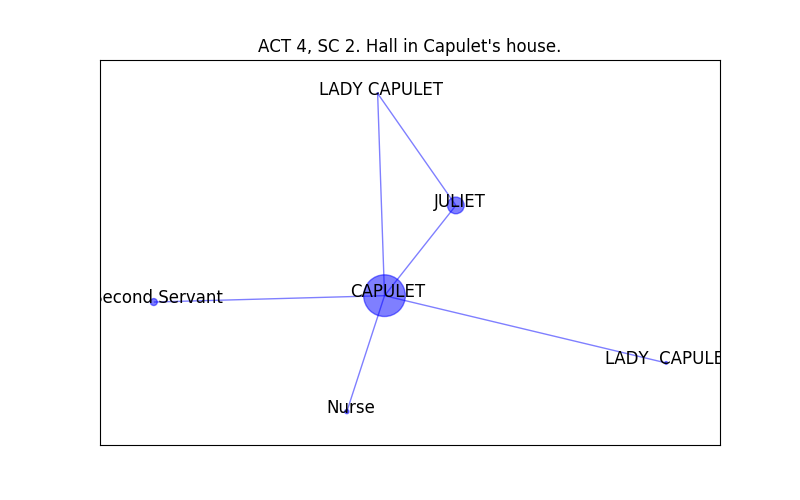 ACT 4, SC 2. Hall in Capulet's house.
LADY CAPULET
JULIET
CAPULET
econd Servant
LADY  CAPULE
Nurse